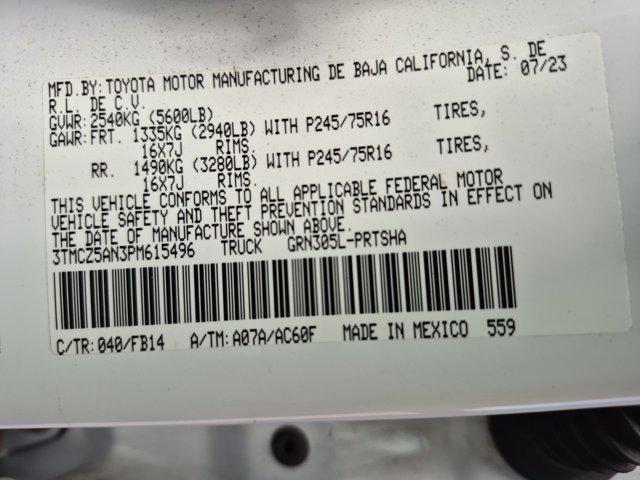 MFD.BY:TOYOTA MOTOR MANUFACTURING DE BAJA CALIFORNIA, S. DE
R.L. DE C.V. DATE: 07/23
GVWR:2540KG (5600LB)
GAWR:FRT. 1335KG (2940LB) WITH P245/75R16 TIRES,
16X7J RIMS.
RR. 1490KG (3280LB) WITH P245/75R16 TIRES,
16X7J RIMS.
THIS VEHICLE CONFORMS TO ALL APPLICABLE FEDERAL MOTOR
VEHICLE SAFETY AND THEFT PREVENTION STANDARDS IN EFFECT ON
THE DATE OF MANUFACTURE SHOWN ABOVE.
3TMCZ5AN3PM615496 TRUCK GRN305L-PRTSHA
C/TR:040/FB14 A/TM:A07A/AC60F MADE IN MEXICO 559